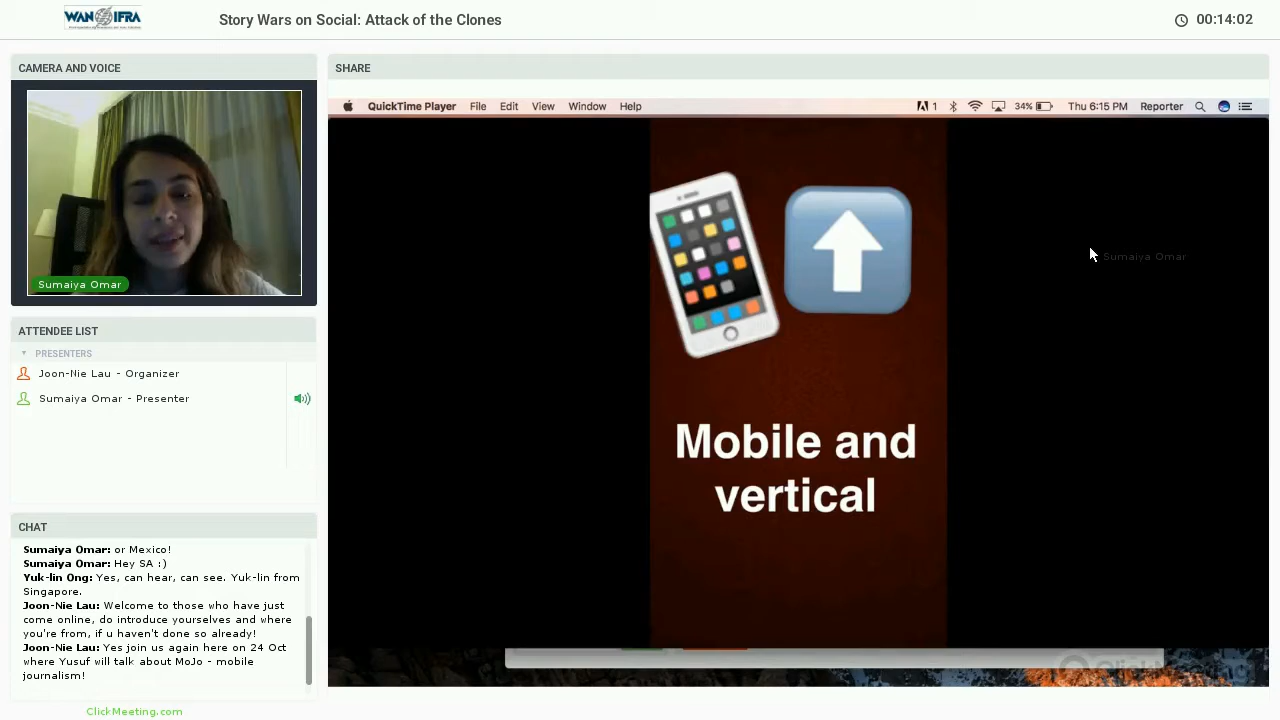 WAN IFRA
Story Wars on Social: Attack of the Clones
00:14:02
CAMERA AND VOICE
Sumaiya Omar
ATTENDEE LIST
PRESENTERS
Joon-Nie Lau - Organizer
Sumaiya Omar - Presenter
CHAT
Sumaiya Omar: or Mexico!
Sumaiya Omar: Hey SA :)
Yuk-lin Ong: Yes, can hear, can see. Yuk-lin from
Singapore.
Joon-Nie Lau: Welcome to those who have just
come online, do introduce yourselves and where
you're from, if u haven't done so already!
Joon-Nie Lau: Yes join us again here on 24 Oct
where Yusuf will talk about MoJo - mobile
journalism!
ClickMeeting.com
SHARE
QuickTime Player File Edit View Window Help
1 34% Thu 6:15 PM Reporter
Sumaiya Omar
Mobile and
vertical
ClickMeeting